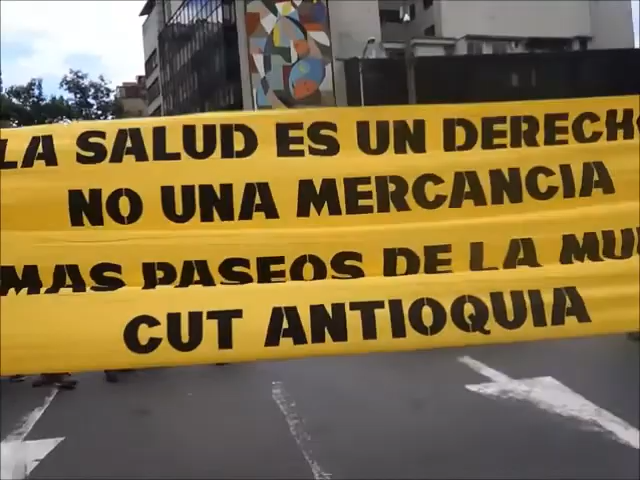 LA SALUD ES UN DERECHO
NO UNA MERCANCIA
MAS PASEOS DE LA
CUT ANTIOQUIA